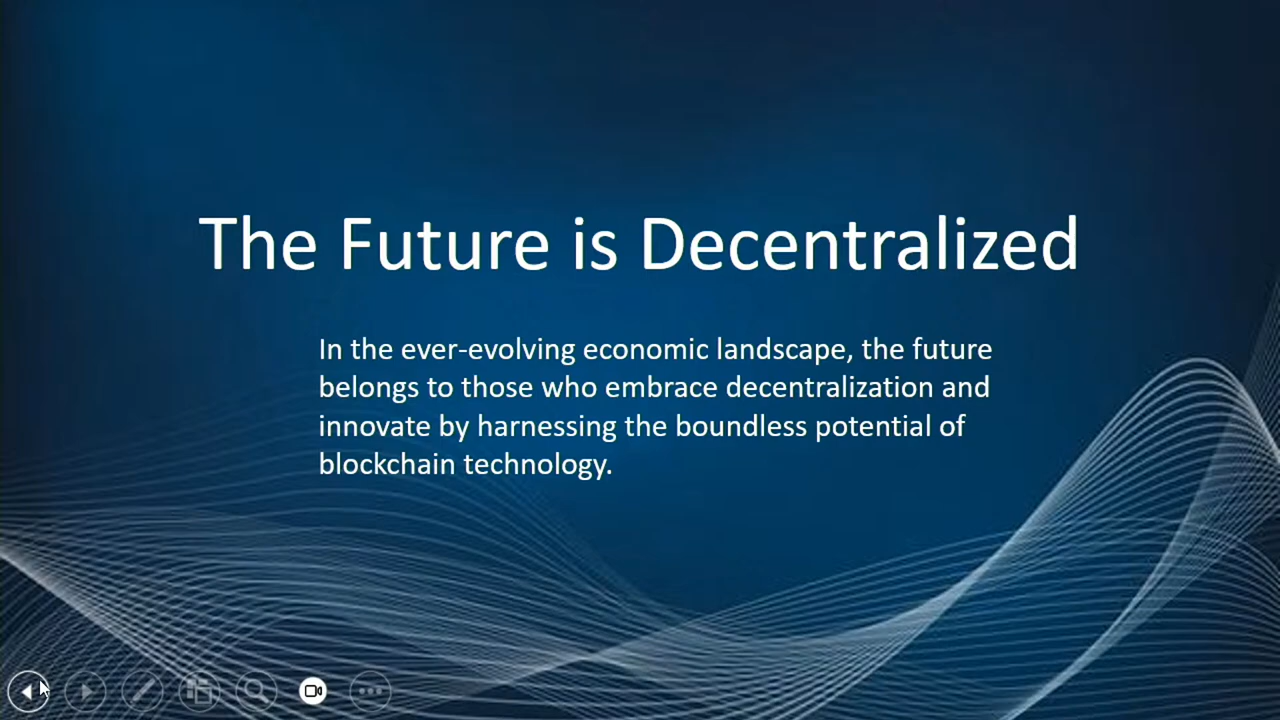 The Future is Decentralized
In the ever-evolving economic landscape, the future
belongs to those who embrace decentralization and
innovate by harnessing the boundless potential of
blockchain technology.